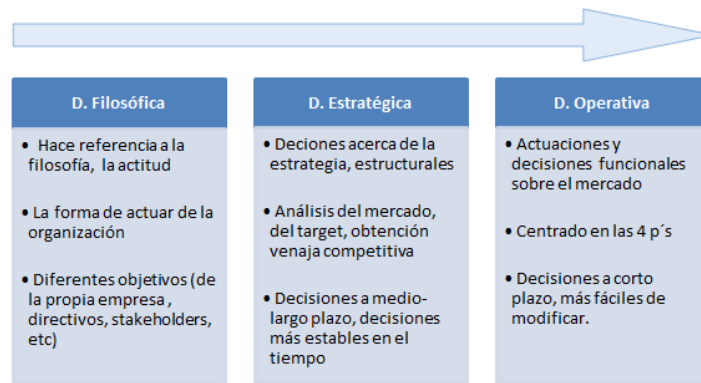 D. Filosófica
• Hace referencia a la
filosofía, la actitud
• La forma de actuar de la
organización
• Diferentes objetivos (de
la propia empresa ,
directivos, stakeholders,
etc)
D. Estratégica
• Deciones acerca de la
estrategia, estructurales
• Análisis del mercado,
del target, obtención
venaja competitiva
• Decisiones a medio-
largo plazo, decisiones
más estables en el
tiempo
D. Operativa
• Actuaciones y
decisiones funcionales
sobre el mercado
• Centrado en las 4 p´s
• Decisiones a corto
plazo, más fáciles de
modificar.